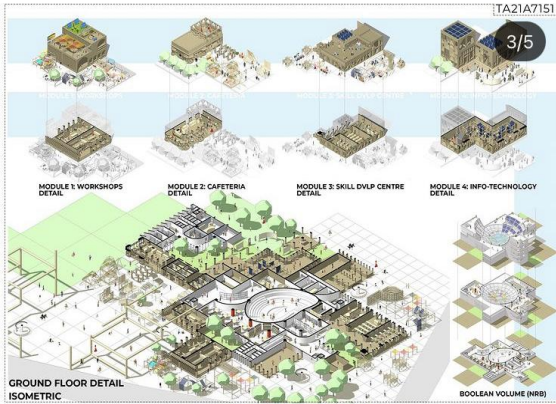 TA21A7151
3/5
MODULE 1: WORKSHOPS
DETAIL
MODULE 2: CAFETERIA
DETAIL
MODULE 3: SKILL DVLP CENTRE
DETAIL
MODULE 4: INFO-TECHNOLOGY
DETAIL
GROUND FLOOR DETAIL
ISOMETRIC
BOOLEAN VOLUME (NRB)